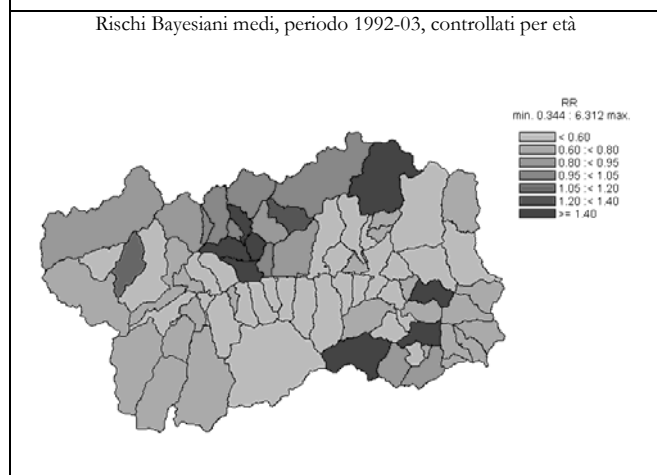 Rischi Bayesiani medi, periodo 1992-03, controllati per età
RR
min. 0.344 : 6.312 max.
< 0.60
0.60 :< 0.80
0.80 :< 0.95
0.95 :< 1.05
1.05 :< 1.20
1.20 :< 1.40
>= 1.40